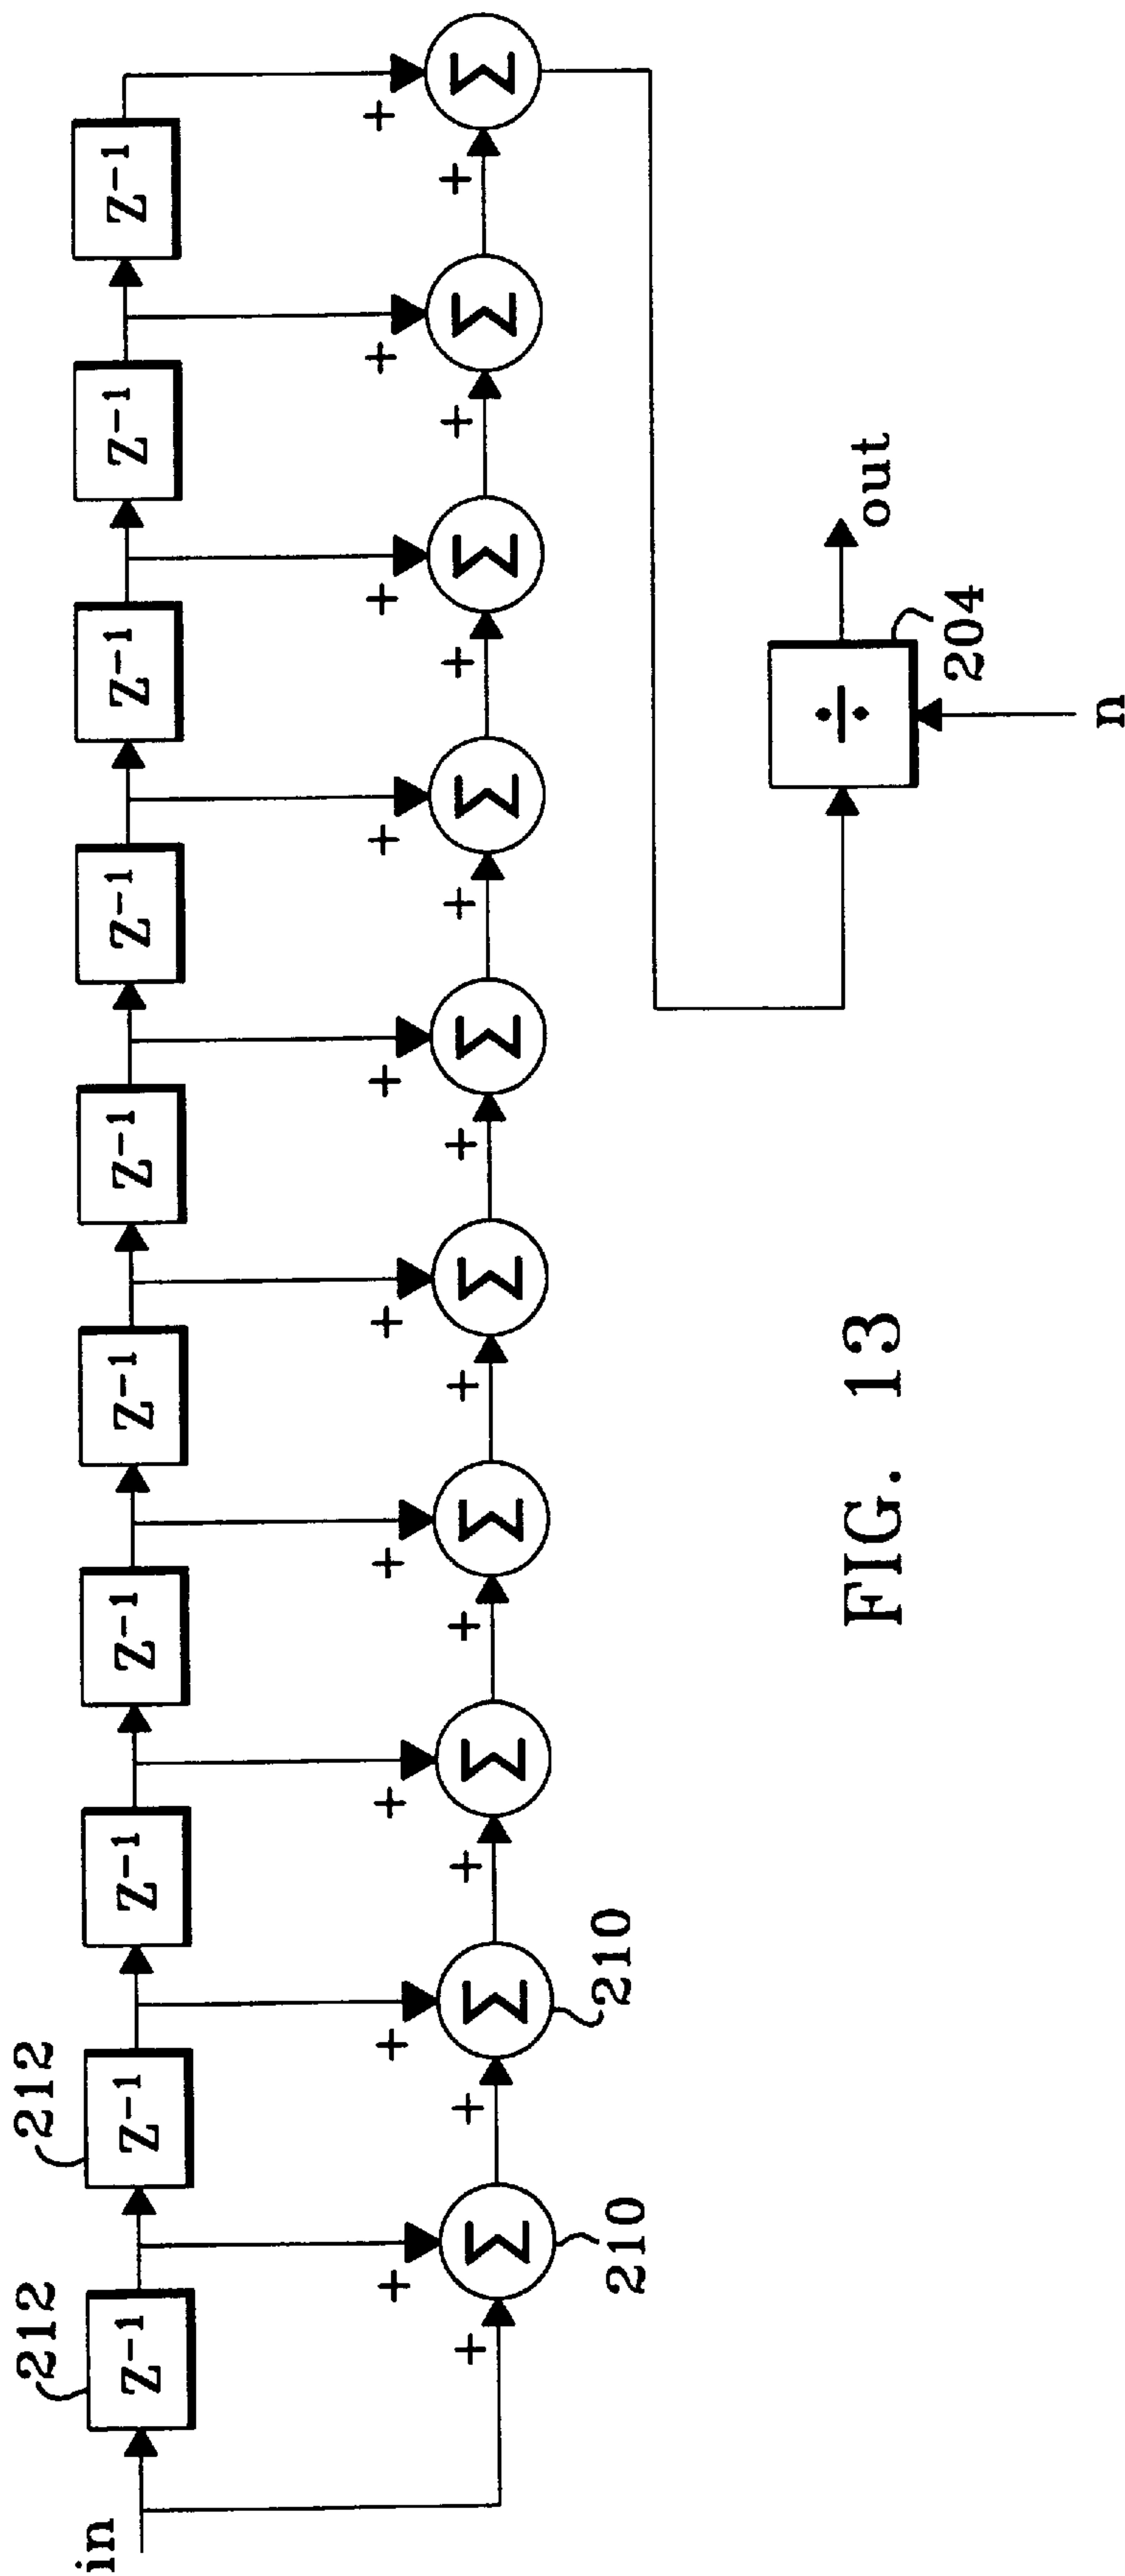 212 212
in Z⁻¹ Z⁻¹ Z⁻¹ Z⁻¹ Z⁻¹ Z⁻¹ Z⁻¹ Z⁻¹ Z⁻¹ Z⁻¹
+ + + + + + + + + +
+ + + + + + + + + +
Σ Σ Σ Σ Σ Σ Σ Σ Σ Σ
210 210
÷ out
204
n
FIG. 13